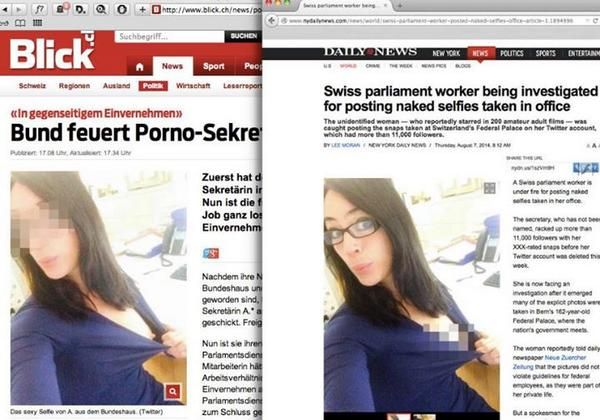 http://www.blick.ch/news/pol
Blick.ch
Suchbegriff...
SUCHEN
News
Sport
Schweiz
Regionen
Ausland
Politik
Wirtschaft
Leserreport
«In gegenseitigem Einvernehmen»
Bund feuert Porno-Sekre
Publiziert: 17.08 Uhr, Aktualisiert: 17.34 Uhr
Zuerst hat d
Sekretärin i
Nun ist die f
Job ganz los
Einvernehm
Nachdem ihre N
Bundeshaus un
geworden sind,
Sekretärin A.* a
geschickt. Freig
Nun ist sie ihren
Parlamentsdiens
Mitarbeiterin hät
Arbeitsverhältni
Einvernehmen
Parlamentsdiens
zum Schluss ge
Das sexy Selfie von A. aus dem Bundeshaus. (Twitter)
Swiss parliament worker being...
www.nydailynews.com/news/world/swiss-parliament-worker-posted-naked-selfies-office-article-1.1894996
DAILY NEWS
NEW YORK
NEWS
POLITICS
SPORTS
ENTERTAINM
U.S
WORLD
CRIME
THE WEEK
NEWS PICS
BLOGS
Swiss parliament worker being investigated
for posting naked selfies taken in office
The unidentified woman — who reportedly starred in 200 amateur adult films — was
caught posting the snaps taken at Switzerland's Federal Palace on her Twitter account,
which had more than 11,000 followers.
BY LEE MORAN / NEW YORK DAILY NEWS / Thursday, August 7, 2014, 8:12 AM
A A
SHARE THIS URL
A Swiss parliament worker is
under fire for posting naked
selfies taken in her office.
The secretary, who has not bee
named, racked up more than
11,000 followers with her
XXX-rated snaps before her
Twitter account was deleted this
week.
She is now facing an
investigation after it emerged
many of the explicit photos were
taken in Bern's 162-year-old
Federal Palace, where the
nation's government meets.
The woman reportedly told daily
newspaper Neue Zuercher
Zeitung that the pictures did not
violate guidelines for federal
employees, as they were part of
her private life.
But a spokesman for the